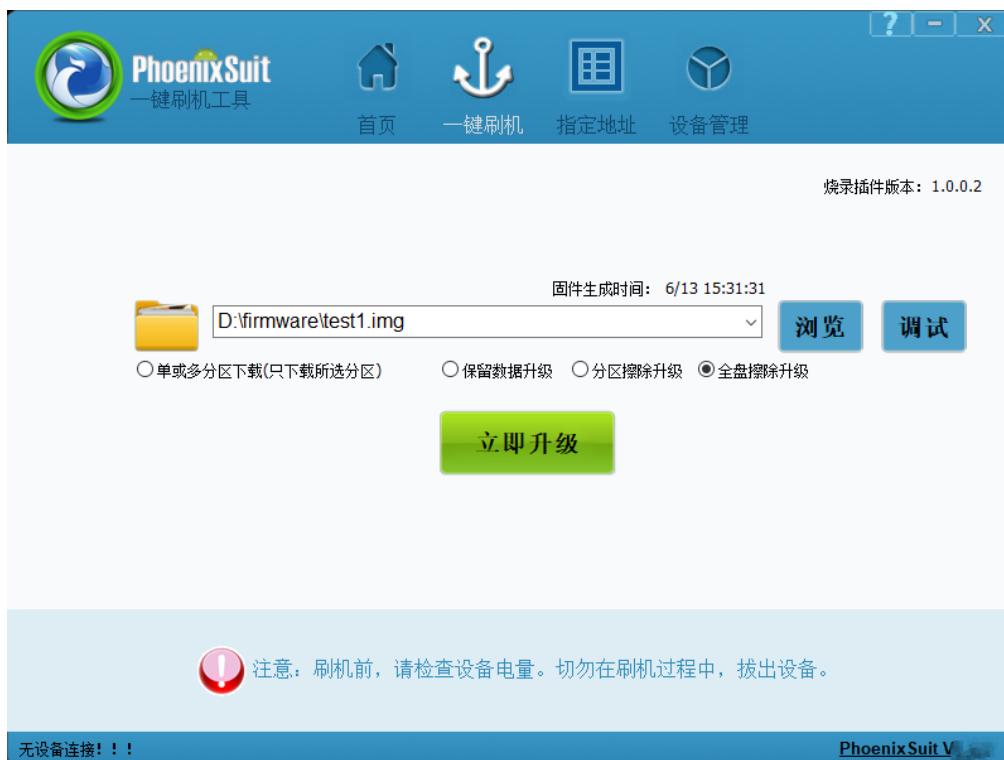 ? - X
PhoenixSuit
一键刷机工具
首页 一键刷机 指定地址 设备管理
烧录插件版本：1.0.0.2
固件生成时间： 6/13 15:31:31
D:\firmware\test1.img
浏览 调试
单或多分区下载(只下载所选分区) 保留数据升级 分区擦除升级 全盘擦除升级
立即升级
注意：刷机前，请检查设备电量。切勿在刷机过程中，拔出设备。
无设备连接！！！ PhoenixSuit V